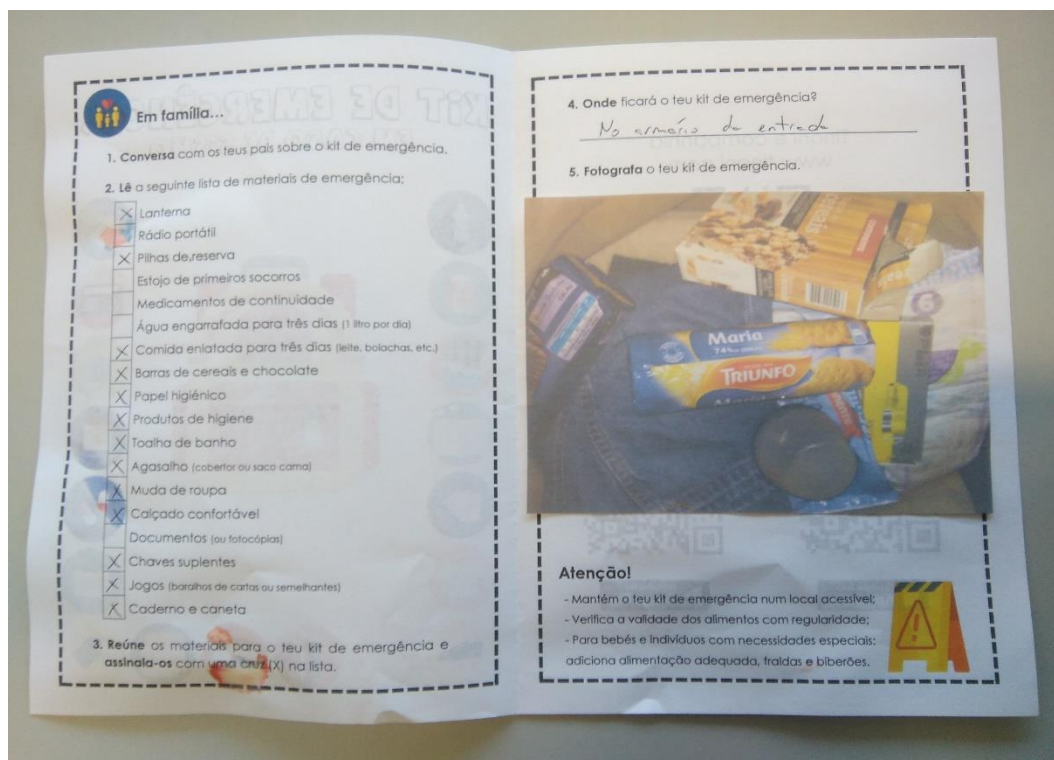 Em família...
1. Conversa com os teus pais sobre o kit de emergência.
2. Lê a seguinte lista de materiais de emergência:
X Lanterna
Rádio portátil
X Pilhas de reserva
Estojo de primeiros socorros
Medicamentos de continuidade
Água engarrafada para três dias (1 litro por dia)
X Comida enlatada para três dias (leite, bolachas, etc.)
X Barras de cereais e chocolate
X Papel higiénico
X Produtos de higiene
X Toalha de banho
X Agasalho (cobertor ou saco cama)
X Muda de roupa
X Calçado confortável
Documentos (ou fotocópias)
X Chaves suplentes
X Jogos (baralhos de cartas ou semelhantes)
X Caderno e caneta
3. Reúne os materiais para o teu kit de emergência e
assinala-os com uma cruz (X) na lista.
4. Onde ficará o teu kit de emergência?
No armário da entrada
5. Fotografa o teu kit de emergência.
Maria
TRIUNFO
Atenção!
- Mantém o teu kit de emergência num local acessível;
- Verifica a validade dos alimentos com regularidade;
- Para bebés e indivíduos com necessidades especiais:
adiciona alimentação adequada, fraldas e biberões.